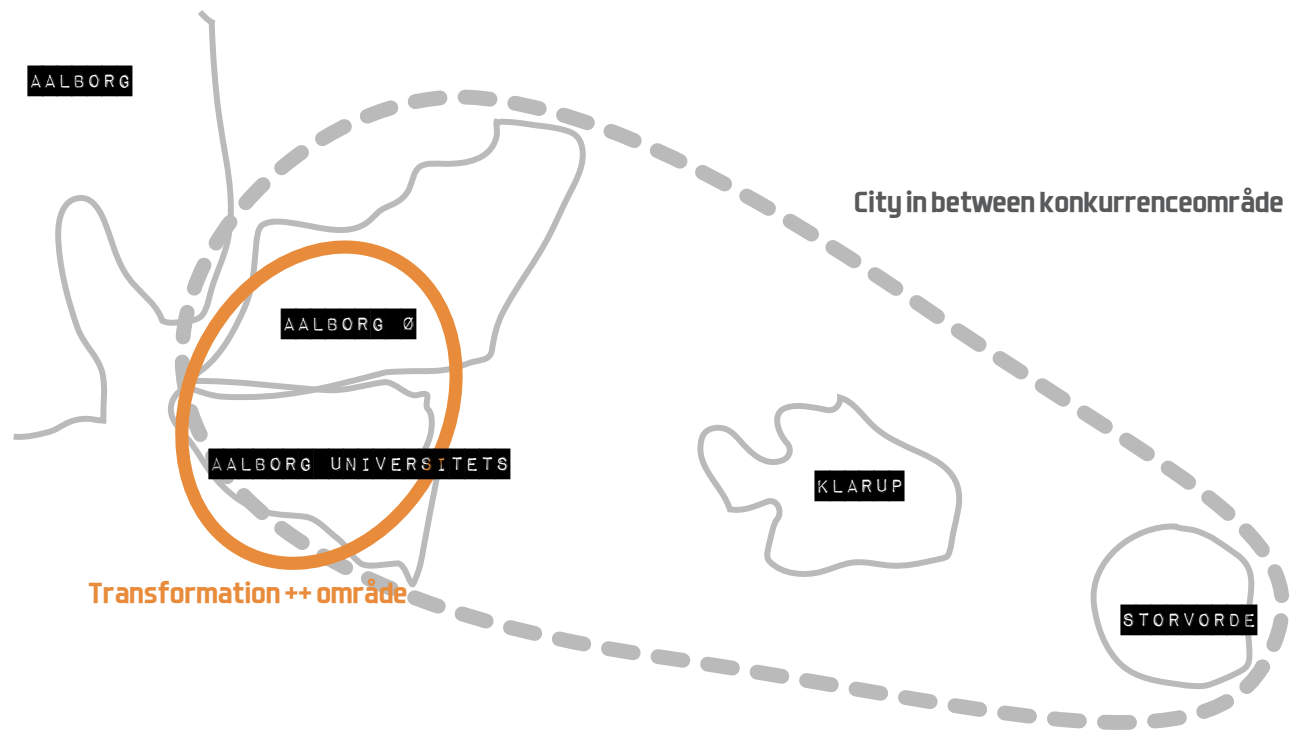 AALBORG
City in between konkurrenceområde
AALBORG Ø
AALBORG UNIVERSITETS
KLARUP
Transformation ++ område
STORVORDE